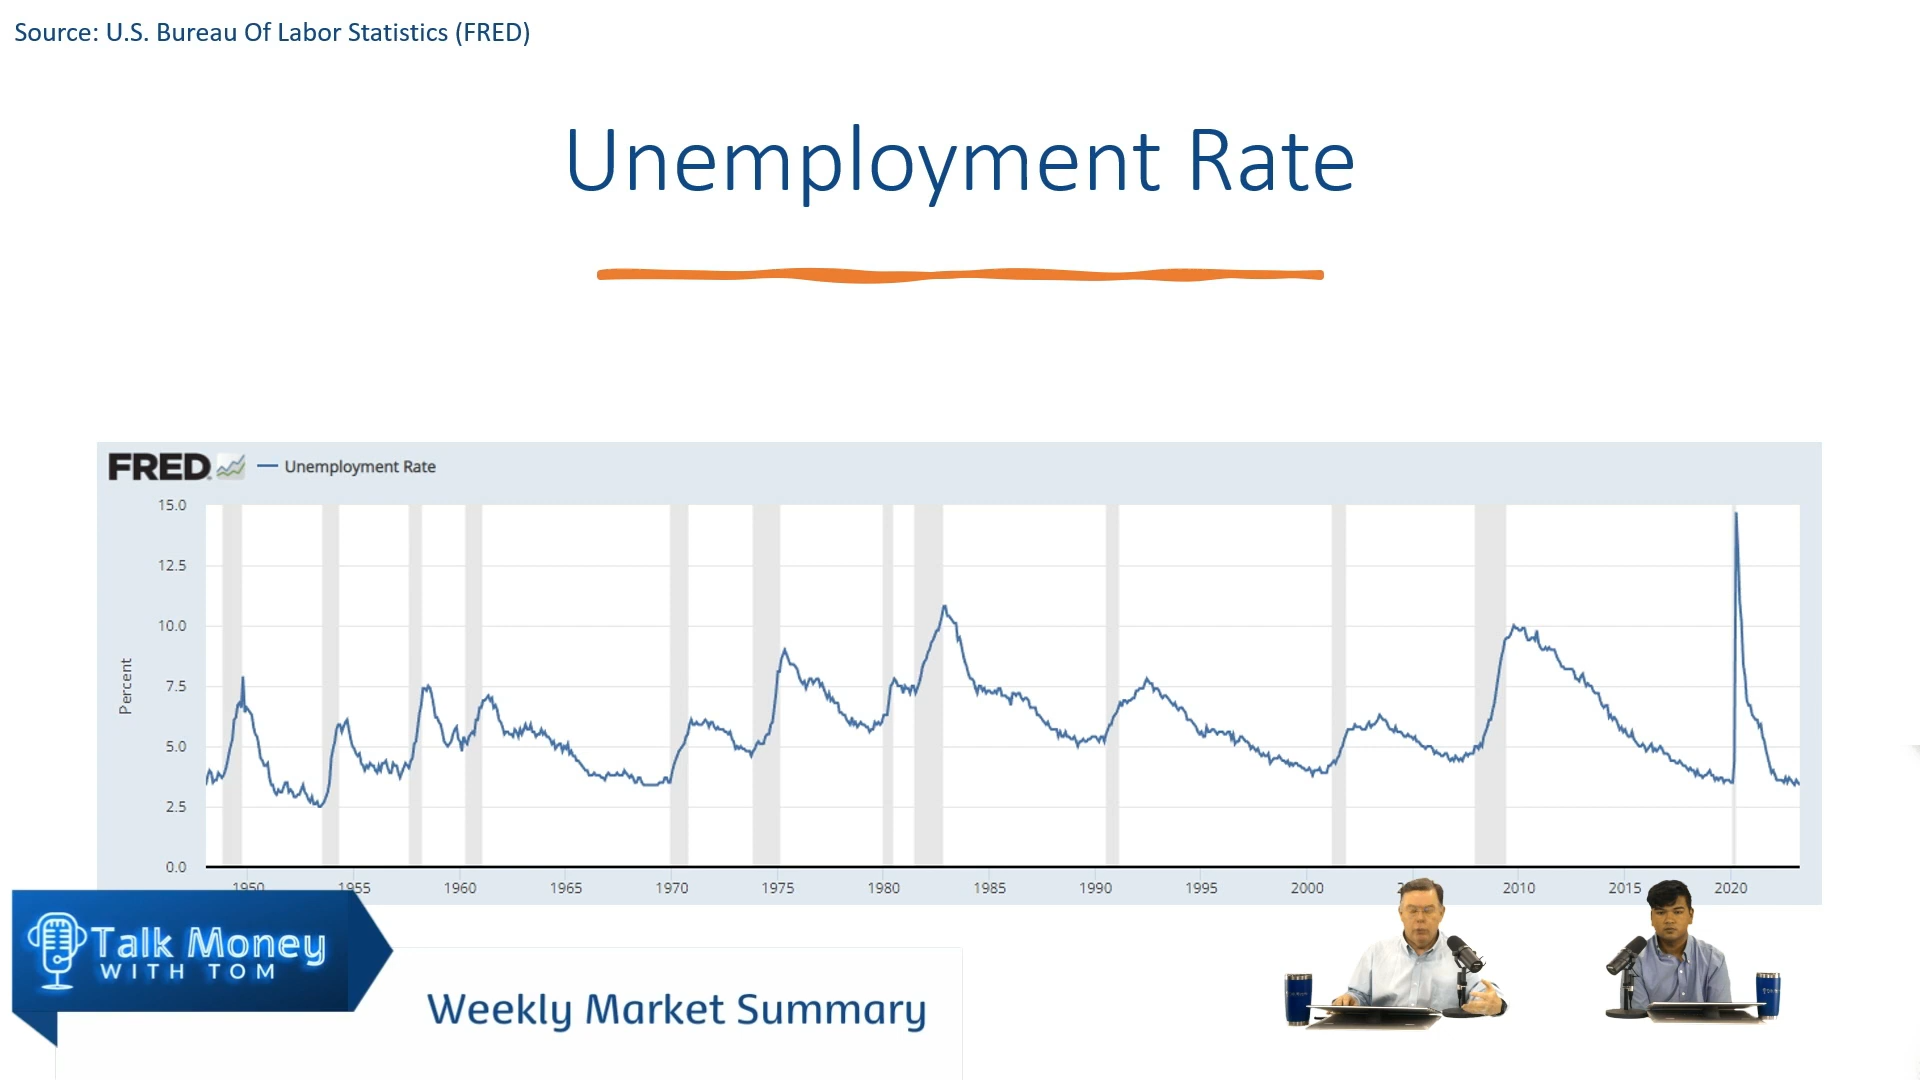 Source: U.S. Bureau Of Labor Statistics (FRED)
Unemployment Rate
FRED
Unemployment Rate
15.0
12.5
10.0
7.5
5.0
2.5
0.0
Percent
1950 1955 1960 1965 1970 1975 1980 1985 1990 1995 2000 2010 2015 2020
Talk Money
WITH TOM
Weekly Market Summary